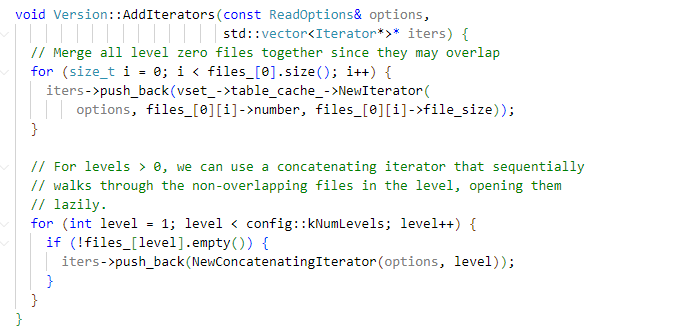 void Version::AddIterators(const ReadOptions& options,
                           std::vector<Iterator*>* iters) {
  // Merge all level zero files together since they may overlap
  for (size_t i = 0; i < files_[0].size(); i++) {
    iters->push_back(vset_->table_cache_->NewIterator(
        options, files_[0][i]->number, files_[0][i]->file_size));
  }

  // For levels > 0, we can use a concatenating iterator that sequentially
  // walks through the non-overlapping files in the level, opening them
  // lazily.
  for (int level = 1; level < config::kNumLevels; level++) {
    if (!files_[level].empty()) {
      iters->push_back(NewConcatenatingIterator(options, level));
    }
  }
}